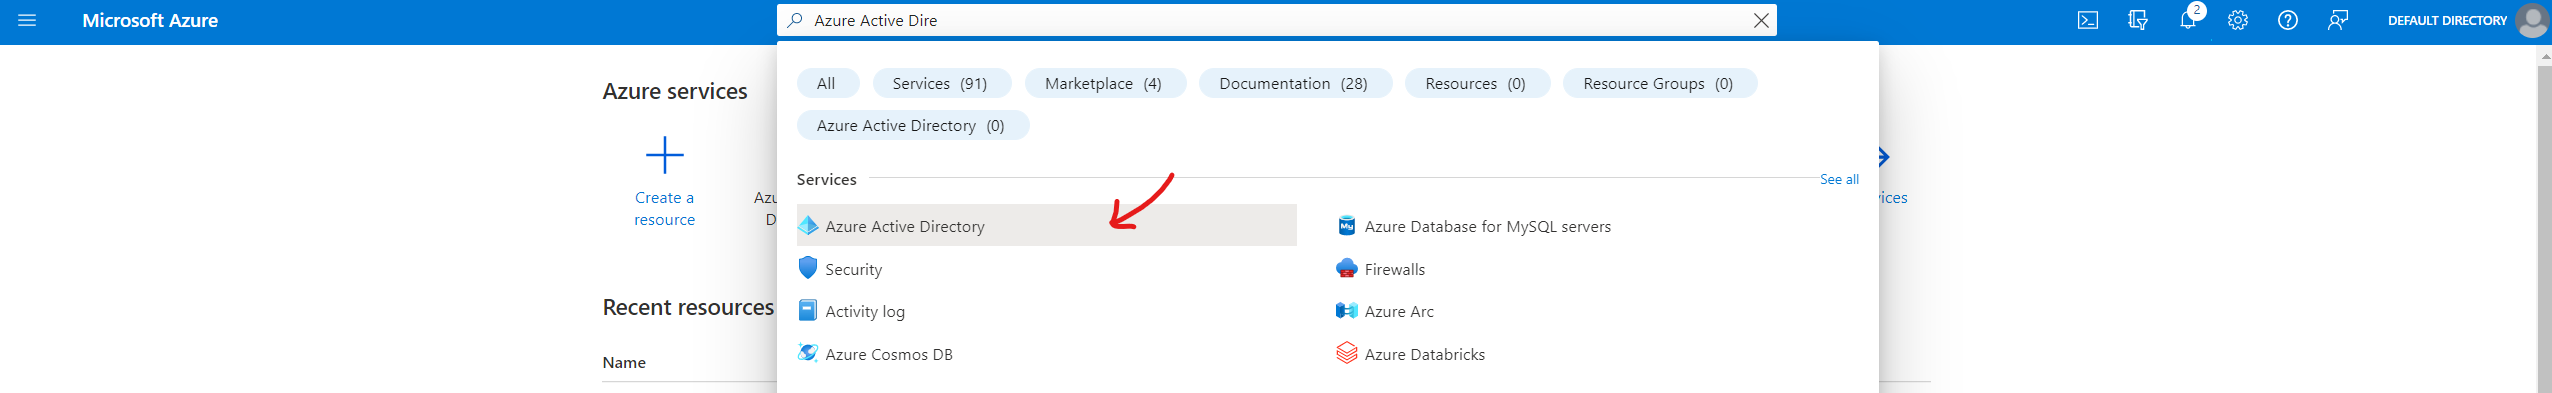 Microsoft Azure
Azure Active Dire
2
DEFAULT DIRECTORY
All
Services (91)
Marketplace (4)
Documentation (28)
Resources (0)
Resource Groups (0)
Azure Active Directory (0)
Azure services
Create a
resource
Azu
D
Services
See all
Azure Active Directory
Azure Database for MySQL servers
Security
Firewalls
Activity log
Azure Arc
Azure Cosmos DB
Azure Databricks
vices
Recent resources
Name
My